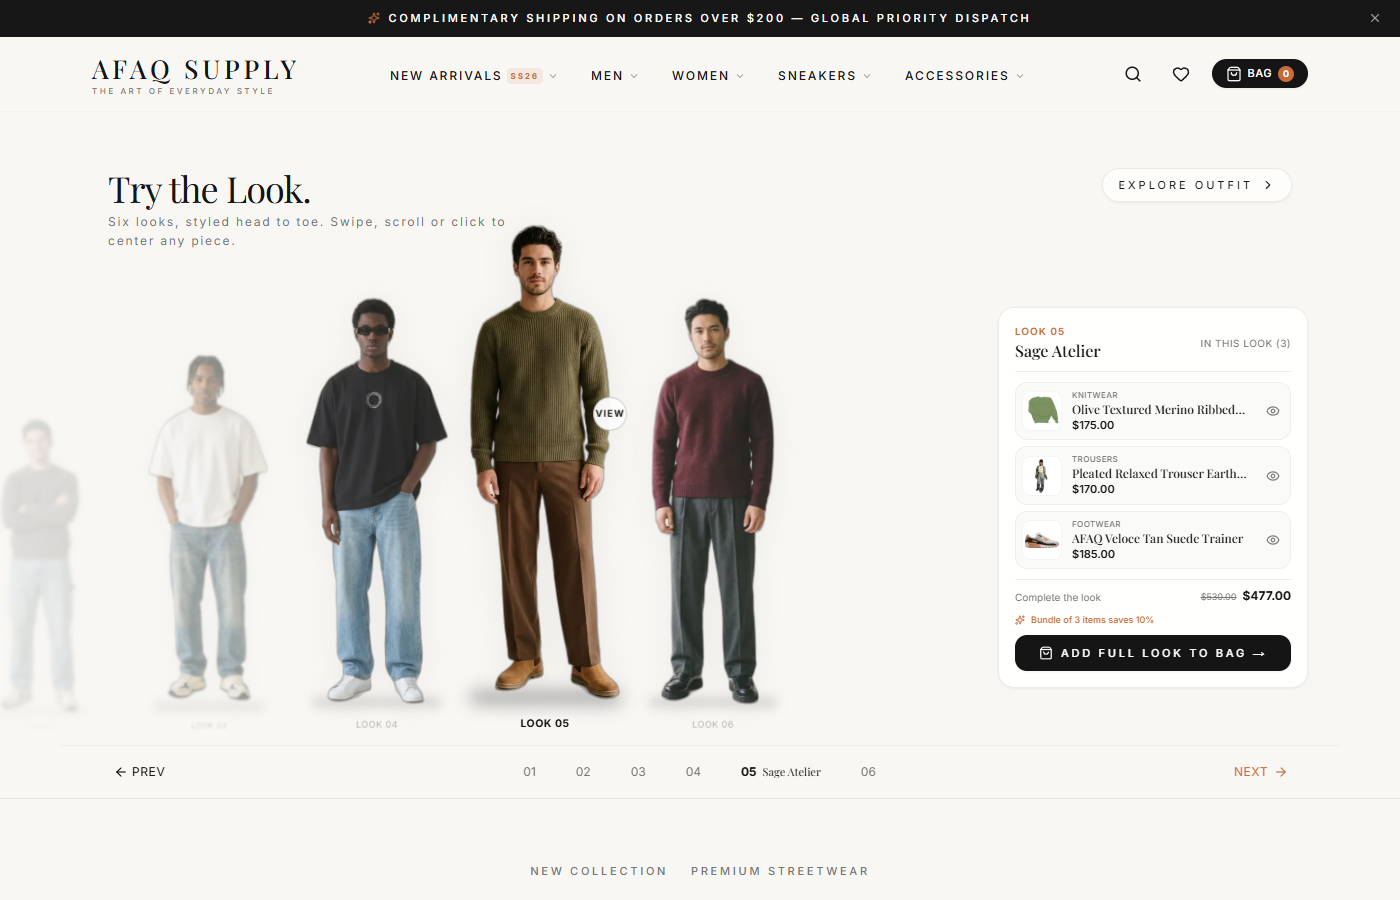 COMPLIMENTARY SHIPPING ON ORDERS OVER $200 — GLOBAL PRIORITY DISPATCH
AFAQ SUPPLY
THE ART OF EVERYDAY STYLE
NEW ARRIVALS SS26
MEN
WOMEN
SNEAKERS
ACCESSORIES
BAG 0
Try the Look.
Six looks, styled head to toe. Swipe, scroll or click to
center any piece.
EXPLORE OUTFIT
VIEW
LOOK 03
LOOK 04
LOOK 05
LOOK 06
LOOK 05
Sage Atelier
IN THIS LOOK (3)
KNITWEAR
Olive Textured Merino Ribbed...
$175.00
TROUSERS
Pleated Relaxed Trouser Earth...
$170.00
FOOTWEAR
AFAQ Veloce Tan Suede Trainer
$185.00
Complete the look
$530.00 $477.00
Bundle of 3 items saves 10%
ADD FULL LOOK TO BAG →
← PREV
01
02
03
04
05 Sage Atelier
06
NEXT →
NEW COLLECTION PREMIUM STREETWEAR